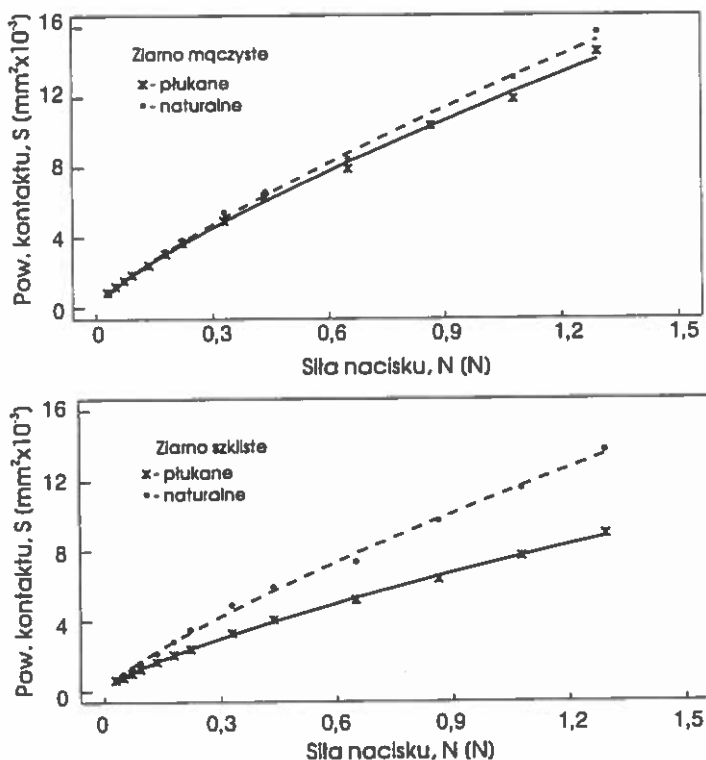 16
12
8
4
0
Pow. kontaktu, S (mm²x10⁻³)
Ziarno mączyste
x - płukane
• - naturalne
0 0,3 0,6 0,9 1,2 1,5
Siła nacisku, N (N)
16
12
8
4
0
Pow. kontaktu, S (mm²x10⁻³)
Ziarno szkliste
x - płukane
• - naturalne
0 0,3 0,6 0,9 1,2 1,5
Siła nacisku, N (N)